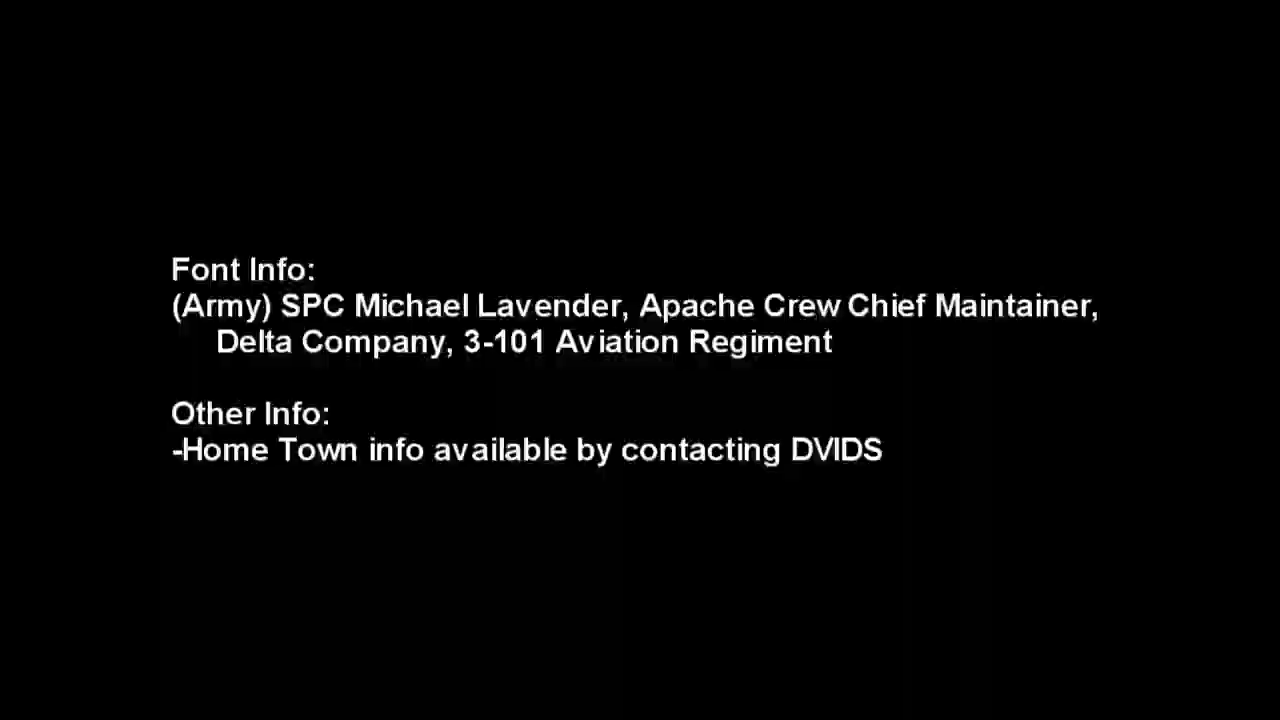 Font Info:
(Army) SPC Michael Lavender, Apache Crew Chief Maintainer,
Delta Company, 3-101 Aviation Regiment
Other Info:
-Home Town info available by contacting DVIDS